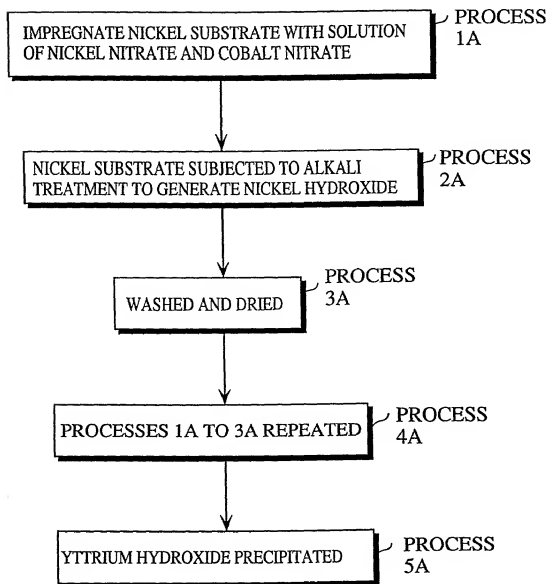 IMPREGNATE NICKEL SUBSTRATE WITH SOLUTION
OF NICKEL NITRATE AND COBALT NITRATE
PROCESS
1A
NICKEL SUBSTRATE SUBJECTED TO ALKALI
TREATMENT TO GENERATE NICKEL HYDROXIDE
PROCESS
2A
WASHED AND DRIED
PROCESS
3A
PROCESSES 1A TO 3A REPEATED
PROCESS
4A
YTTRIUM HYDROXIDE PRECIPITATED
PROCESS
5A